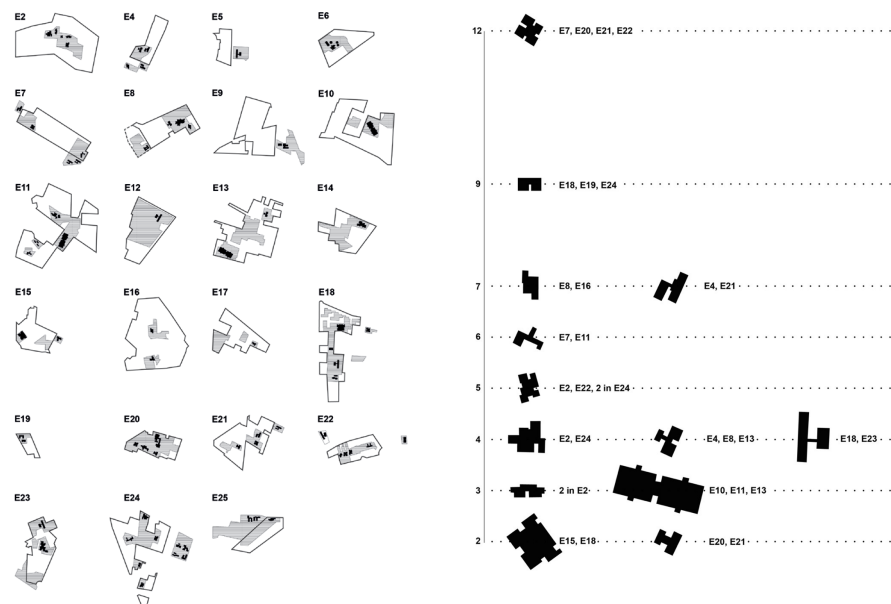 E2 E4 E5 E6
E7 E8 E9 E10
E11 E12 E13 E14
E15 E16 E17 E18
E19 E20 E21 E22
E23 E24 E25
12 E7, E20, E21, E22
9 E18, E19, E24
7 E8, E16 E4, E21
6 E7, E11
5 E2, E22, 2 in E24
4 E2, E24 E4, E8, E13 E18, E23
3 2 in E2 E10, E11, E13
2 E15, E18 E20, E21